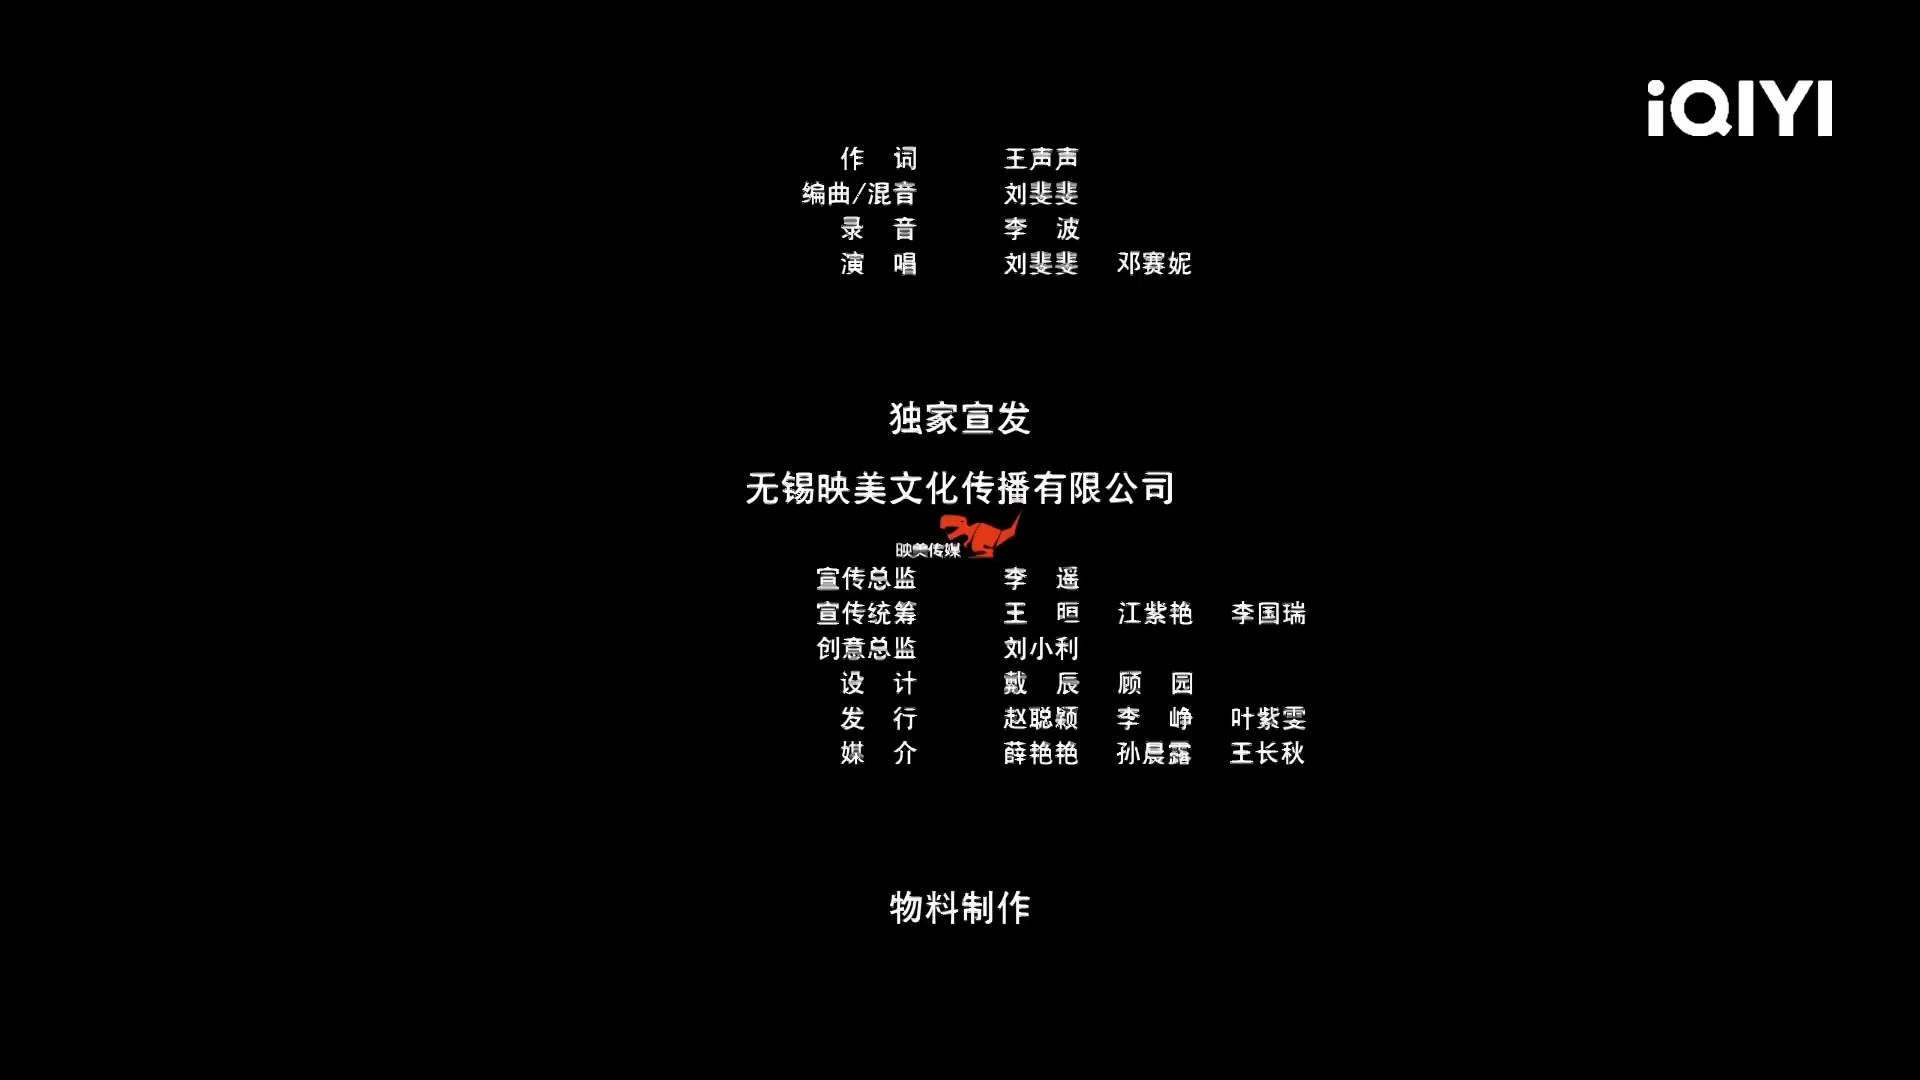 iQIYI
作 词 王声声
编曲/混音 刘斐斐
录 音 李 波
演 唱 刘斐斐 邓赛妮
独家宣发
无锡映美文化传播有限公司
映美传媒
宣传总监 李 遥
宣传统筹 王 晅 江紫艳 李国瑞
创意总监 刘小利
设 计 戴 辰 顾 园
发 行 赵聪颖 李 峥 叶紫雯
媒 介 薛艳艳 孙晨露 王长秋
物料制作